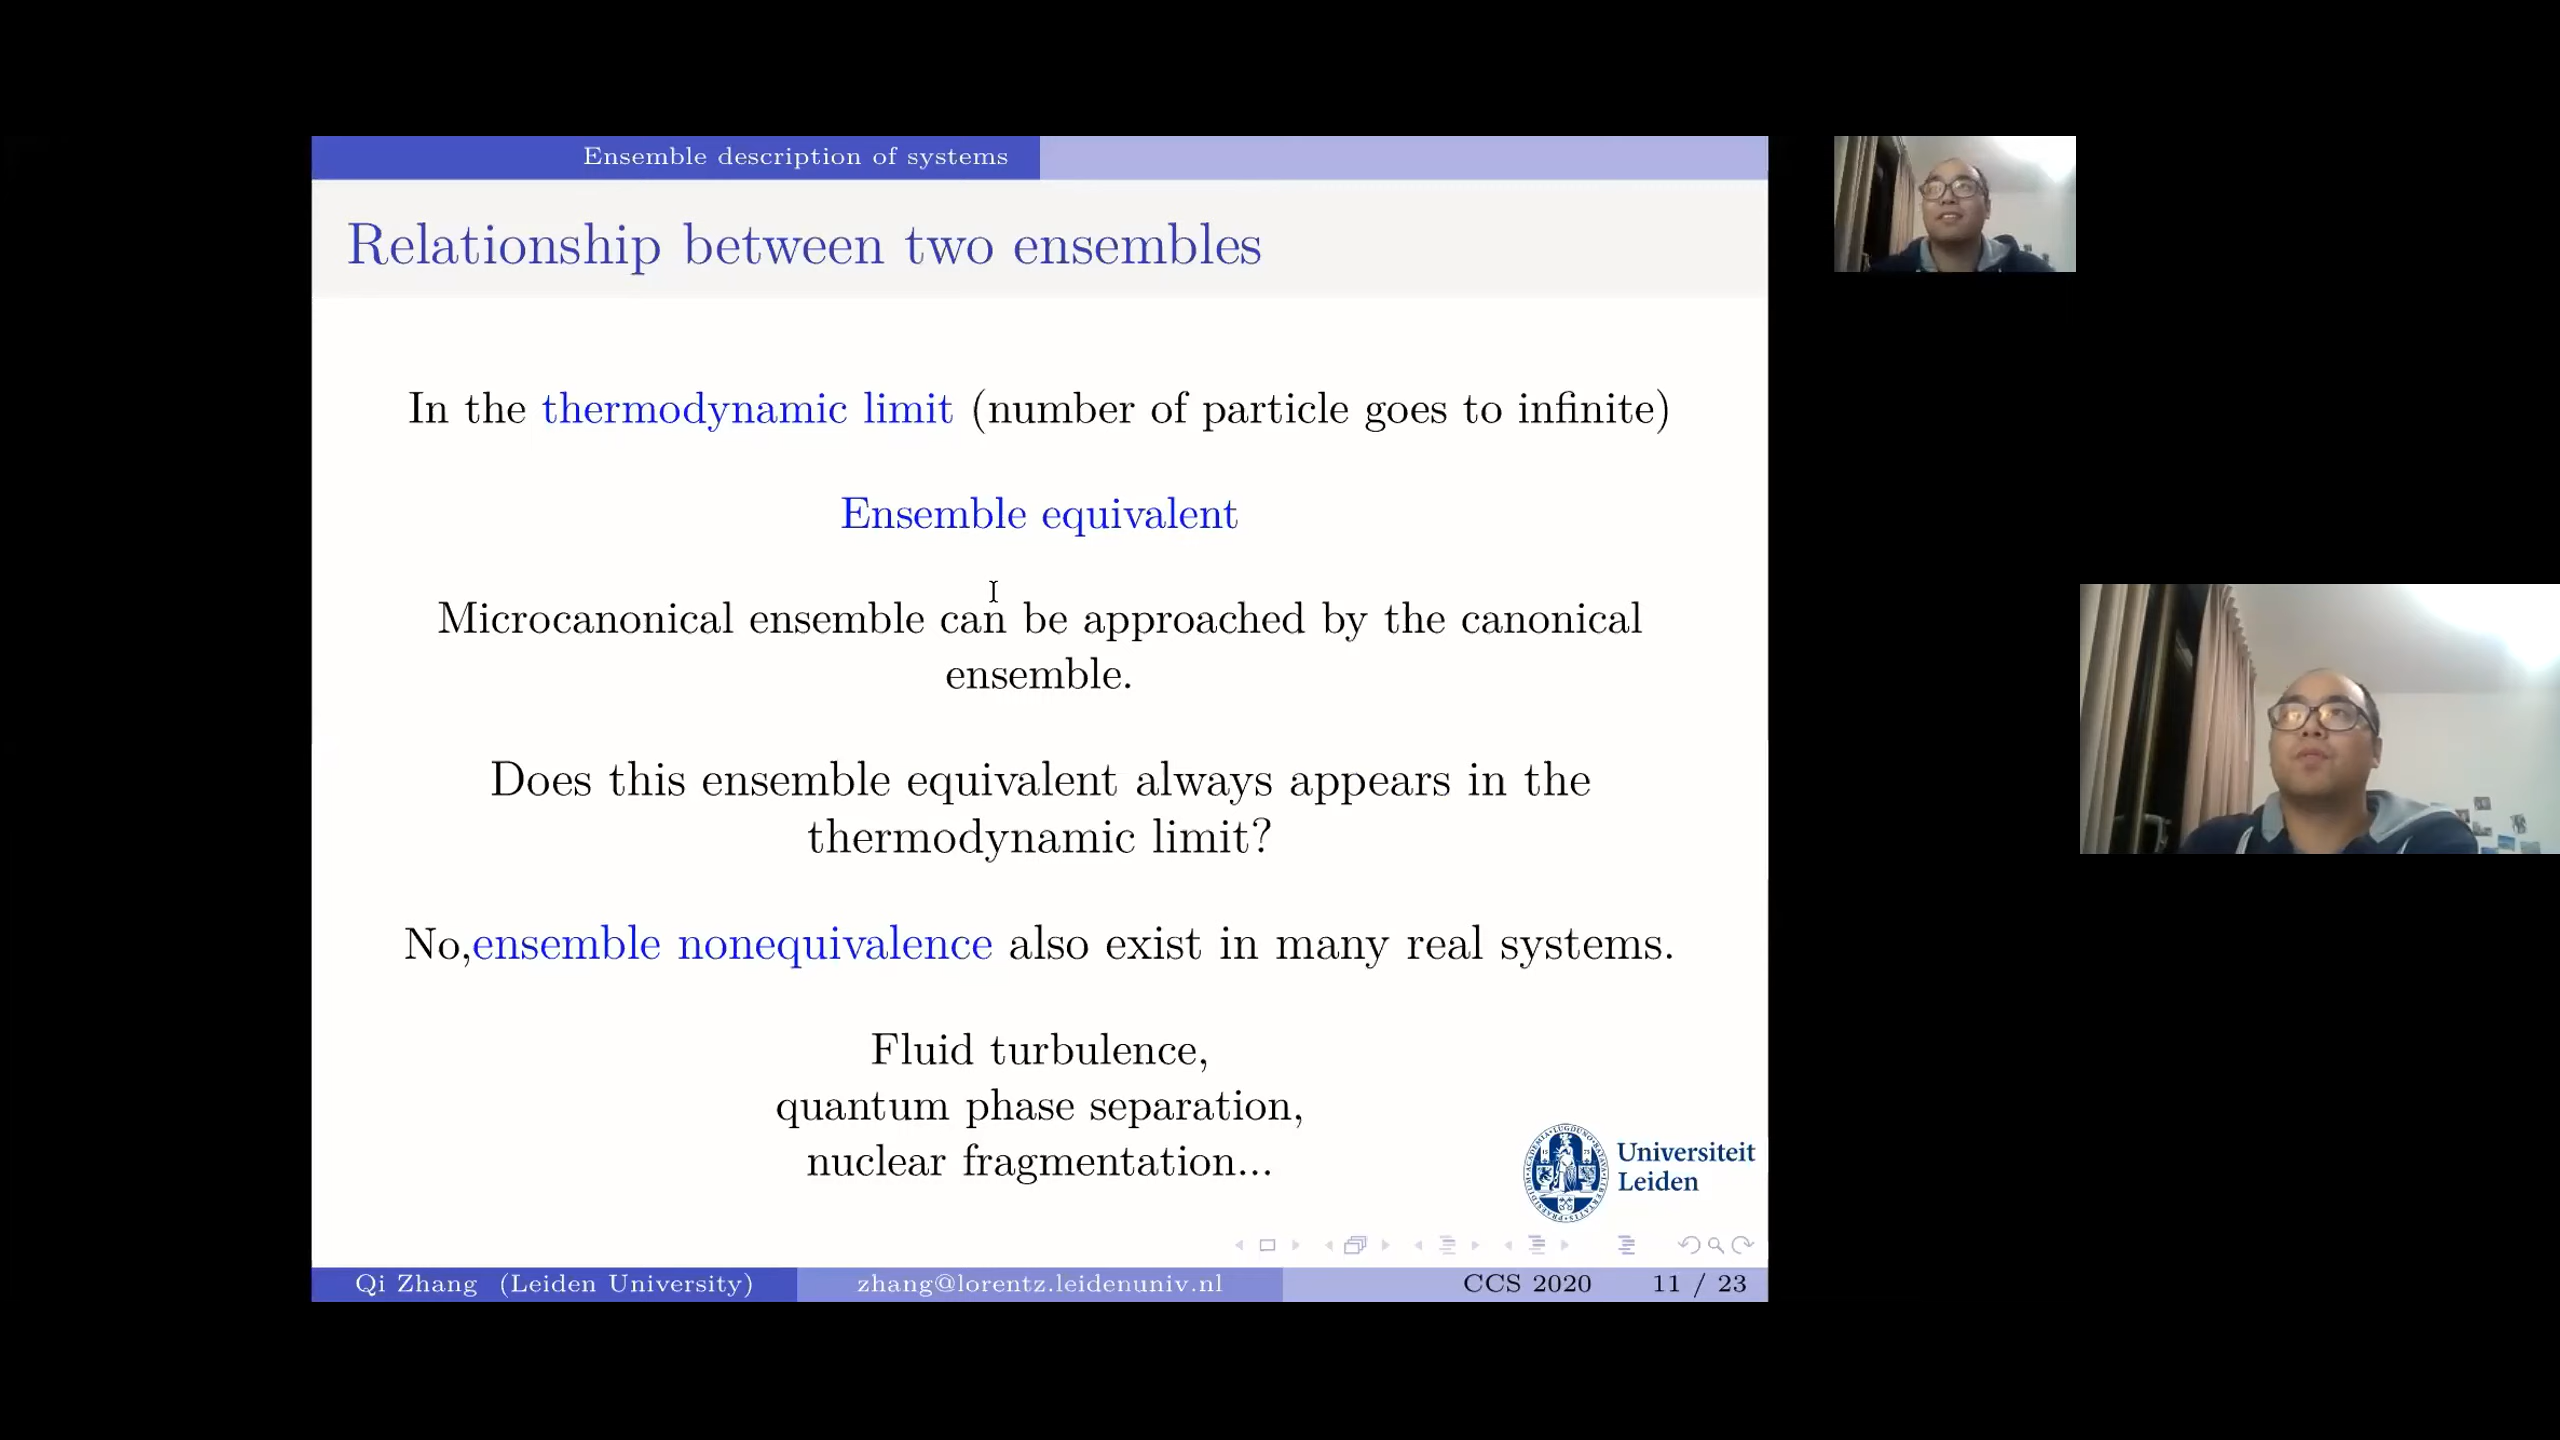 Ensemble description of systems
Relationship between two ensembles
In the thermodynamic limit (number of particle goes to infinite)
Ensemble equivalent
Microcanonical ensemble can be approached by the canonical
ensemble.
Does this ensemble equivalent always appears in the
thermodynamic limit?
No,ensemble nonequivalence also exist in many real systems.
Fluid turbulence,
quantum phase separation,
nuclear fragmentation...
Universiteit
Leiden
Qi Zhang (Leiden University) zhang@lorentz.leidenuniv.nl CCS 2020 11 / 23